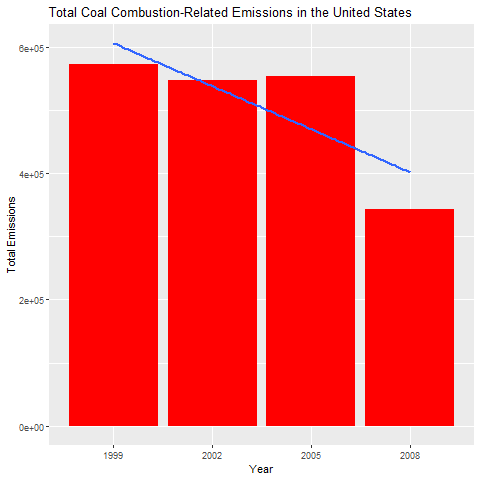 Total Coal Combustion-Related Emissions in the United States
6e+05
4e+05
Total Emissions
2e+05
0e+00
1999 2002 2005 2008
Year